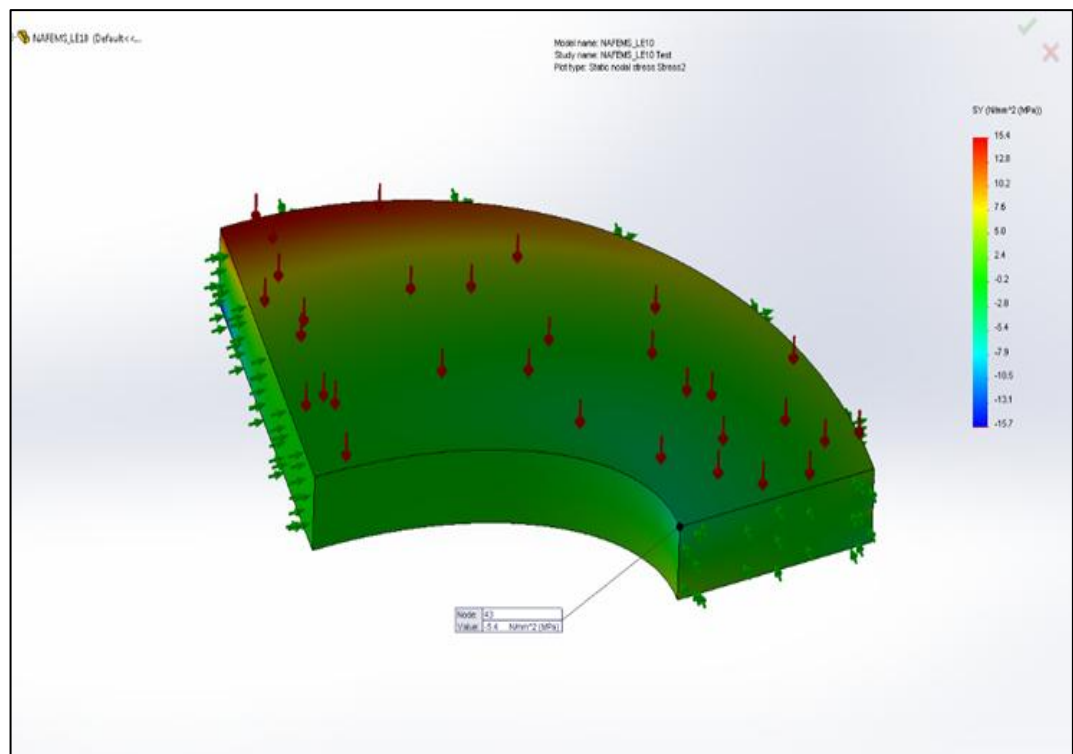 NAFEMS_LE10 (Default<<...
Model name: NAFEMS_LE10
Study name: NAFEMS_LE10 Test
Plot type: Static nodal stress Stress2
SY (N/mm^2 (MPa))
15.4
12.8
10.2
7.6
5.0
2.4
-0.2
-2.8
-5.4
-7.9
-10.5
-13.1
-15.7
Node: 43
Value: -5.4 N/mm^2 (MPa)